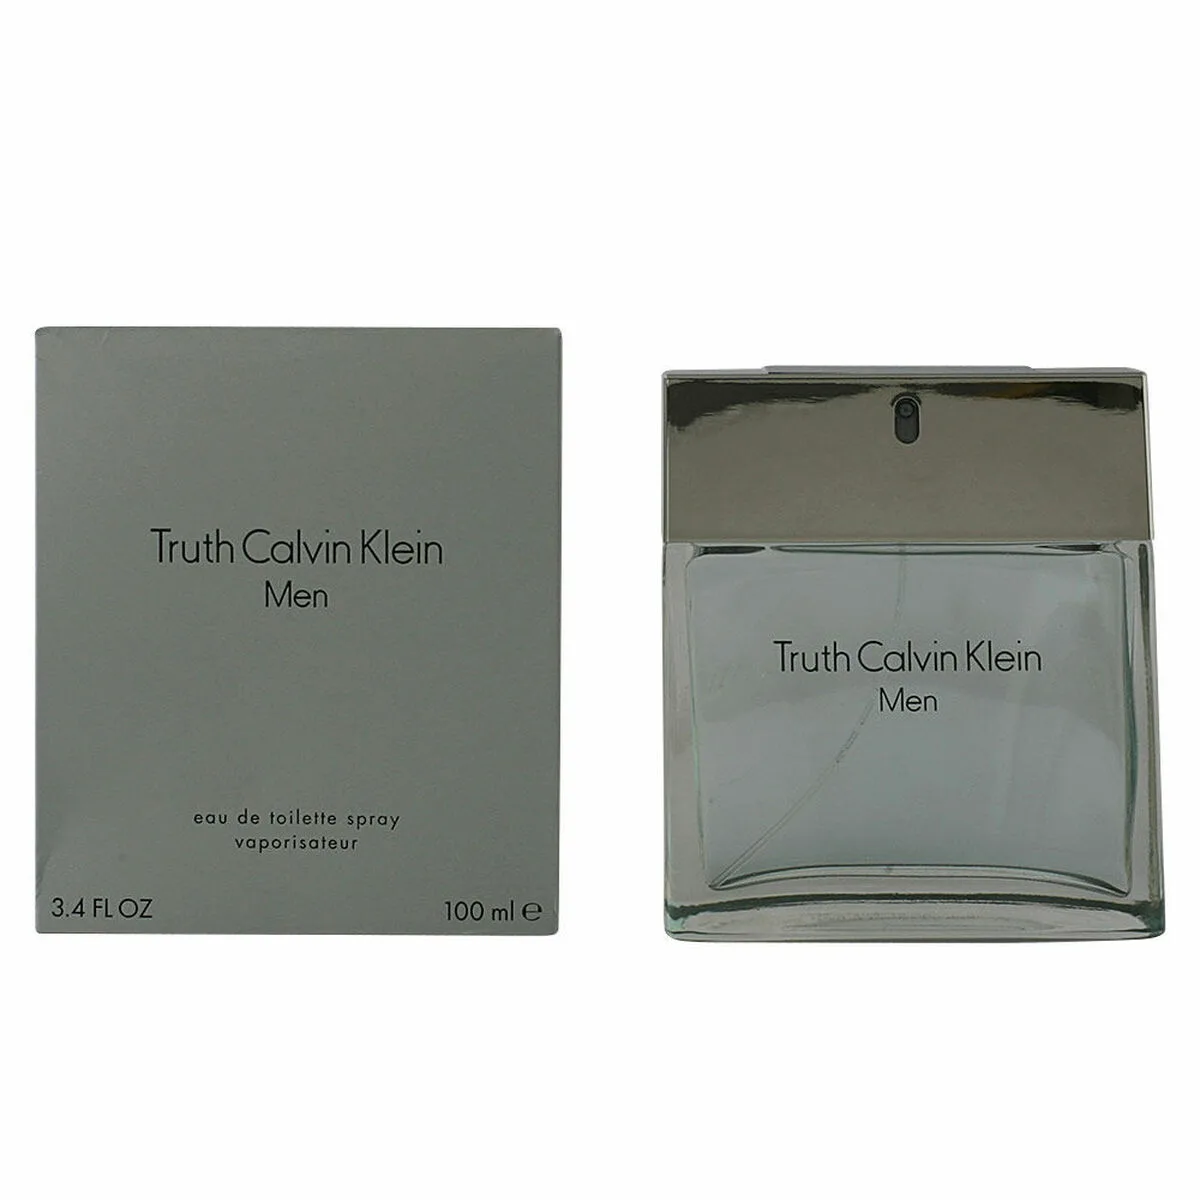 Truth Calvin Klein
Men
eau de toilette spray
vaporisateur
3.4 FL OZ
100 ml ℮
Truth Calvin Klein
Men